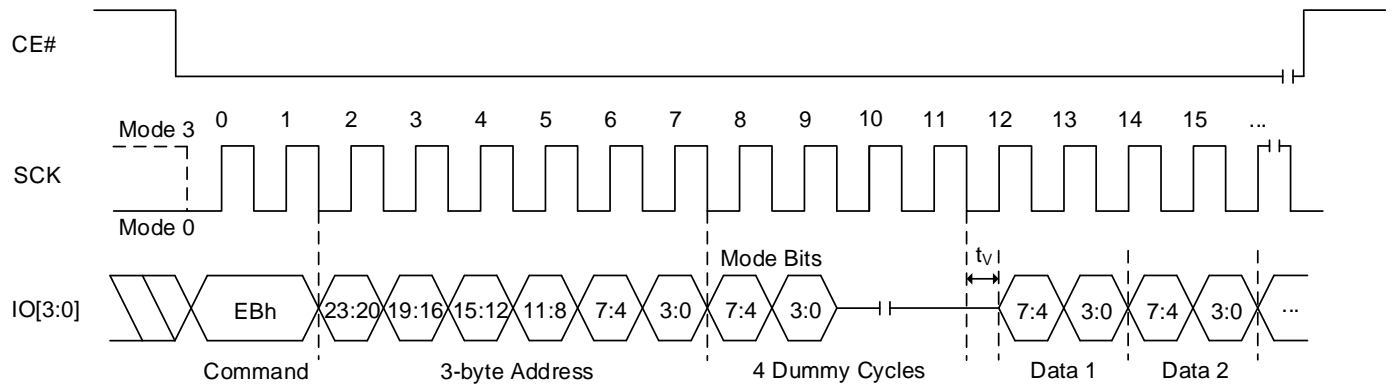 CE#
Mode 3 0 1 2 3 4 5 6 7 8 9 10 11 12 13 14 15 ...
SCK
Mode 0
Mode Bits tV
IO[3:0] EBh 23:20 19:16 15:12 11:8 7:4 3:0 7:4 3:0 7:4 3:0 7:4 3:0 ...
Command 3-byte Address 4 Dummy Cycles Data 1 Data 2